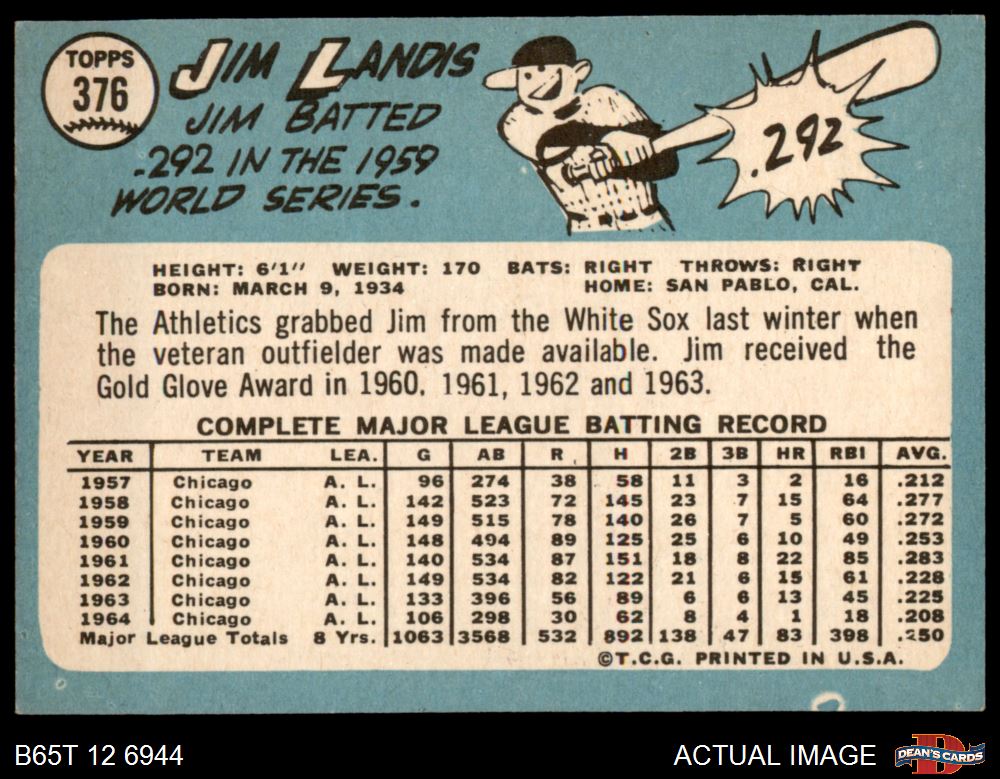 TOPPS
376
JIM LANDIS
JIM BATTED
.292 IN THE 1959
WORLD SERIES.
.292
HEIGHT: 6'1" WEIGHT: 170 BATS: RIGHT THROWS: RIGHT
BORN: MARCH 9, 1934 HOME: SAN PABLO, CAL.
The Athletics grabbed Jim from the White Sox last winter when
the veteran outfielder was made available. Jim received the
Gold Glove Award in 1960, 1961, 1962 and 1963.
COMPLETE MAJOR LEAGUE BATTING RECORD
YEAR TEAM LEA. G AB R H 2B 3B HR RBI AVG.
1957 Chicago A. L. 96 274 38 58 11 3 2 16 .212
1958 Chicago A. L. 142 523 72 145 23 7 15 64 .277
1959 Chicago A. L. 149 515 78 140 26 7 5 60 .272
1960 Chicago A. L. 148 494 89 125 25 6 10 49 .253
1961 Chicago A. L. 140 534 87 151 18 8 22 85 .283
1962 Chicago A. L. 149 534 82 122 21 6 15 61 .228
1963 Chicago A. L. 133 396 56 89 6 6 13 45 .225
1964 Chicago A. L. 106 298 30 62 8 4 1 18 .208
Major League Totals 8 Yrs. 1063 3568 532 892 138 47 83 398 .250
©T.C.G. PRINTED IN U.S.A.
B65T 12 6944 ACTUAL IMAGE
DEAN'S CARDS